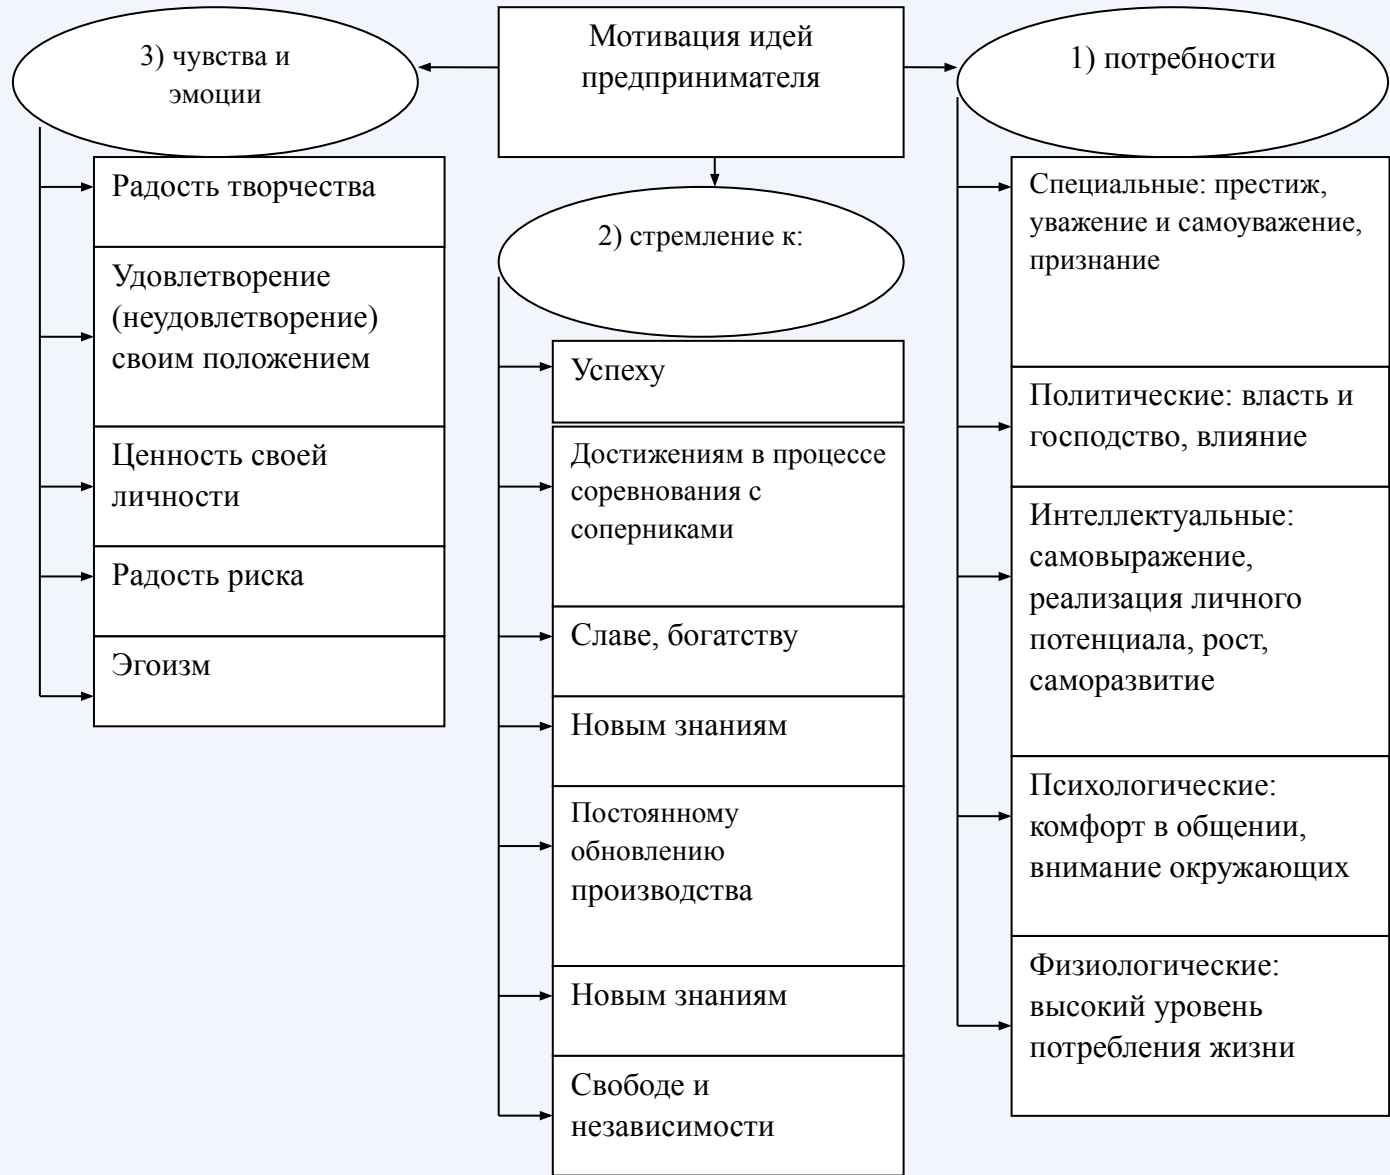 Мотивация идей
предпринимателя
1) потребности
Специальные: престиж,
уважение и самоуважение,
признание
Политические: власть и
господство, влияние
Интеллектуальные:
самовыражение,
реализация личного
потенциала, рост,
саморазвитие
Психологические:
комфорт в общении,
внимание окружающих
Физиологические:
высокий уровень
потребления жизни
2) стремление к:
Успеху
Достижениям в процессе
соревнования с
соперниками
Славе, богатству
Новым знаниям
Постоянному
обновлению
производства
Новым знаниям
Свободе и
независимости
3) чувства и
эмоции
Радость творчества
Удовлетворение
(неудовлетворение)
своим положением
Ценность своей
личности
Радость риска
Эгоизм